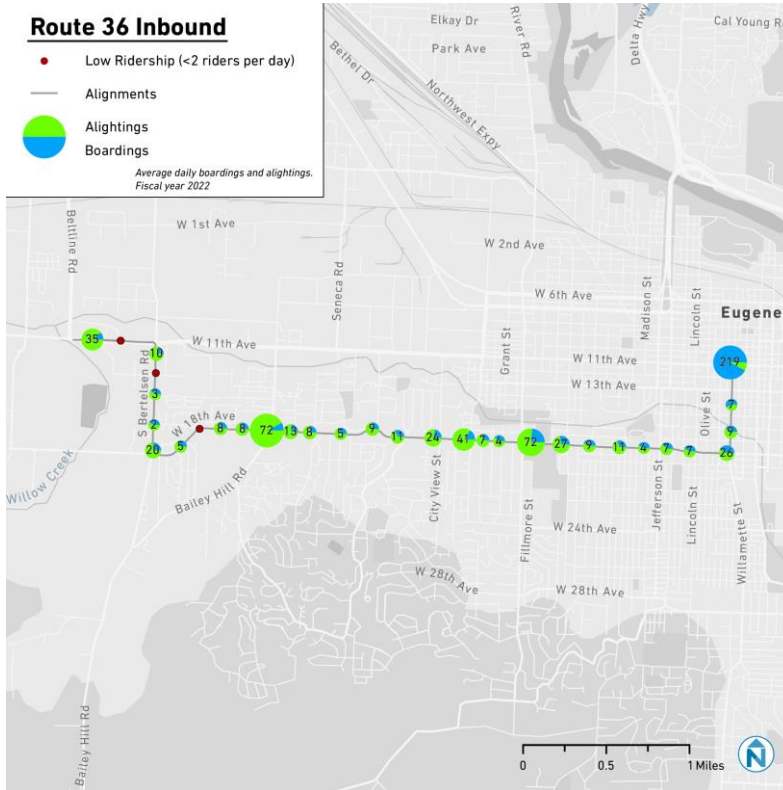 Route 36 Inbound
Low Ridership (<2 riders per day)
Alignments
Alightings
Boardings
Average daily boardings and alightings.
Fiscal year 2022
Elkay Dr
Park Ave
River Rd
Delta Hwy
Cal Young Rd
Bethel Dr
Northwest Expy
Beltline Rd
W 1st Ave
W 2nd Ave
Seneca Rd
W 6th Ave
Madison St
Lincoln St
Eugene
W 11th Ave
W 11th Ave
W 13th Ave
Grant St
Olive St
S Bertelsen Rd
W 18th Ave
Willow Creek
Bailey Hill Rd
City View St
Fillmore St
Jefferson St
Lincoln St
Willamette St
W 24th Ave
W 28th Ave
W 28th Ave
Bailey Hill Rd
35
10
3
2
20
5
8
8
72
13
8
5
9
11
24
41
7
4
72
27
9
11
4
7
7
26
9
7
219
0 0.5 1 Miles
N